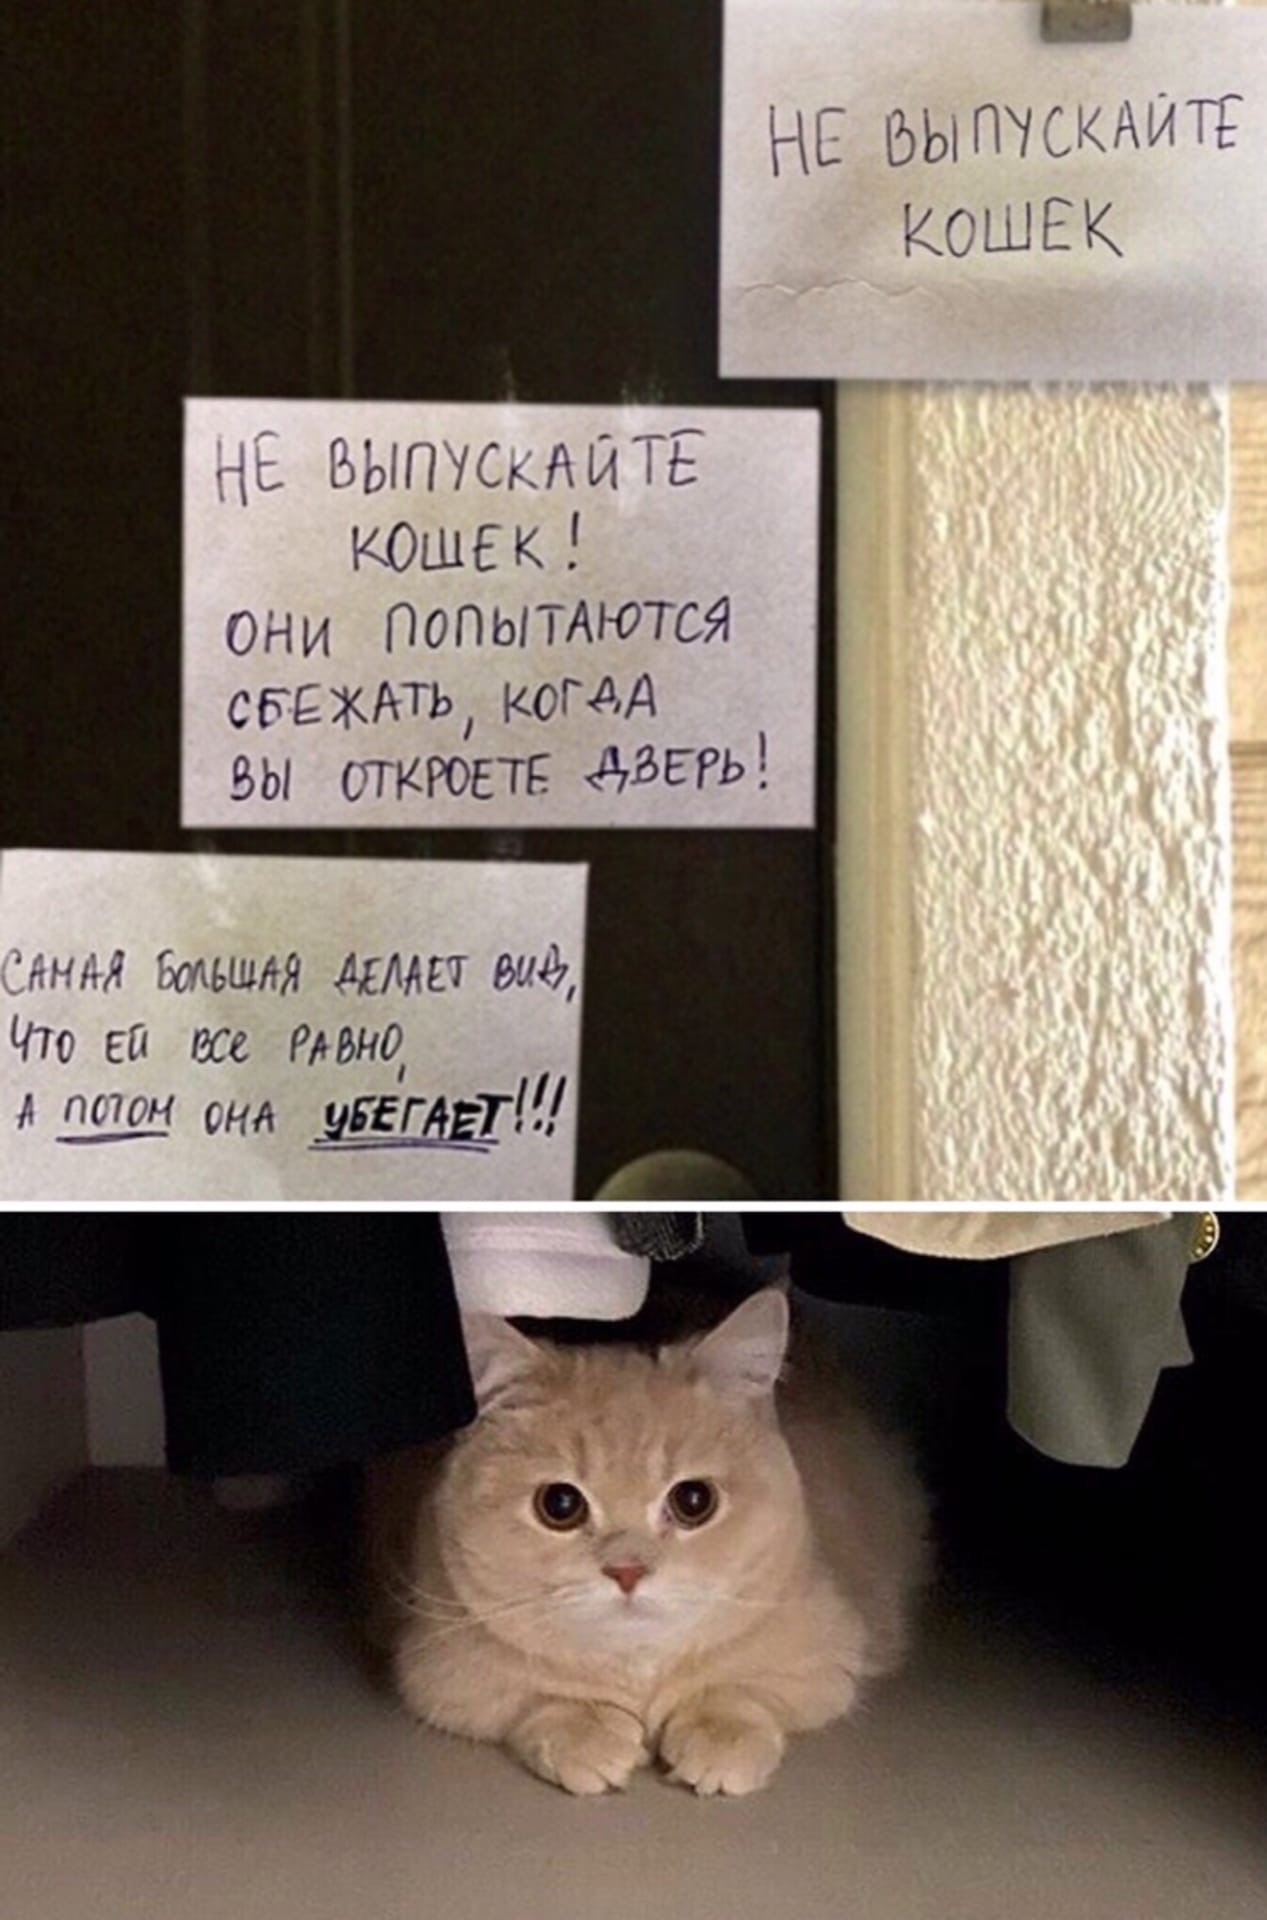 НЕ ВЫПУСКАЙТЕ
КОШЕК
НЕ ВЫПУСКАЙТЕ
КОШЕК!
ОНИ ПОПЫТАЮТСЯ
СБЕЖАТЬ, КОГДА
ВЫ ОТКРОЕТЕ ДВЕРЬ!
САМАЯ БОЛЬШАЯ ДЕЛАЕТ ВИД,
ЧТО ЕЙ ВСЕ РАВНО,
А ПОТОМ ОНА УБЕГАЕТ!!!